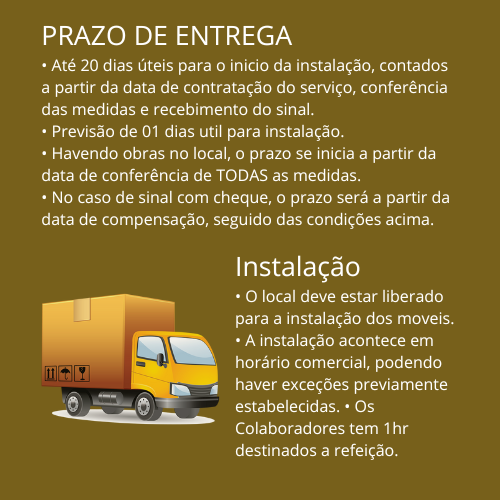 PRAZO DE ENTREGA
• Até 20 dias úteis para o inicio da instalação, contados
a partir da data de contratação do serviço, conferência
das medidas e recebimento do sinal.
• Previsão de 01 dias util para instalação.
• Havendo obras no local, o prazo se inicia a partir da
data de conferência de TODAS as medidas.
• No caso de sinal com cheque, o prazo será a partir da
data de compensação, seguido das condições acima.
Instalação
• O local deve estar liberado
para a instalação dos moveis.
• A instalação acontece em
horário comercial, podendo
haver exceções previamente
estabelecidas. • Os
Colaboradores tem 1hr
destinados a refeição.